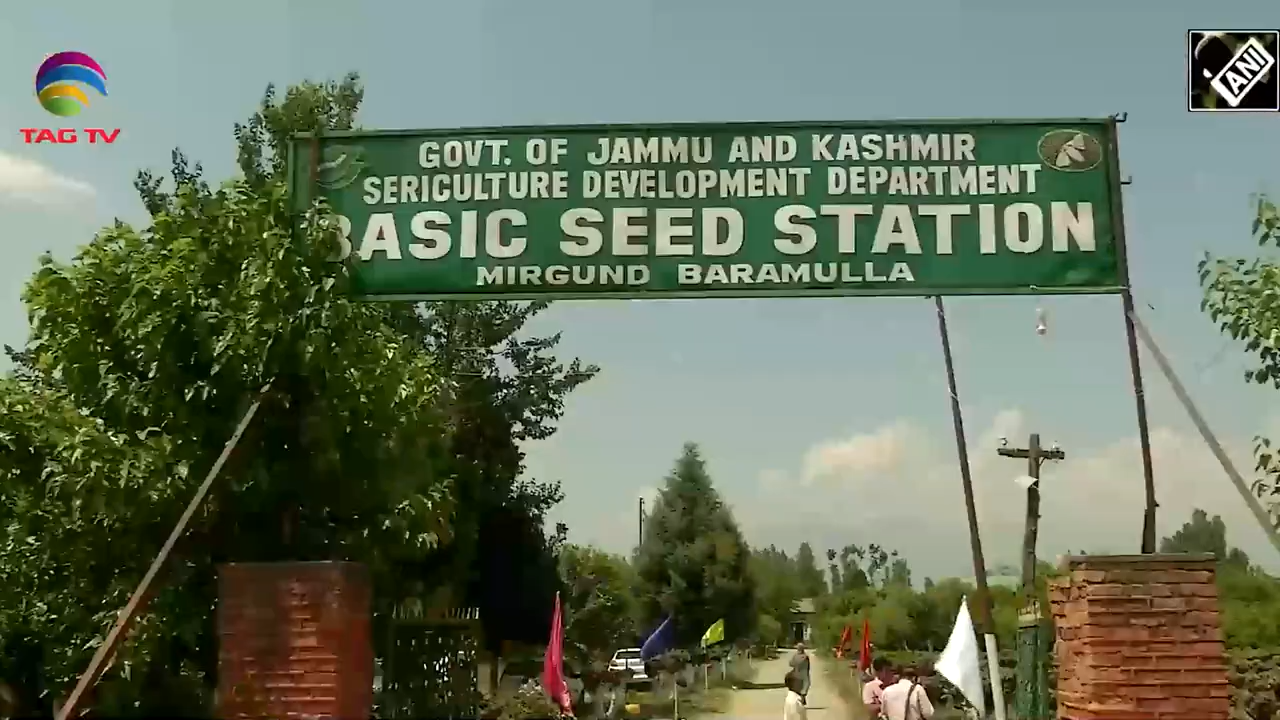 TAG TV
ANI
GOVT. OF JAMMU AND KASHMIR
SERICULTURE DEVELOPMENT DEPARTMENT
BASIC SEED STATION
MIRGUND BARAMULLA